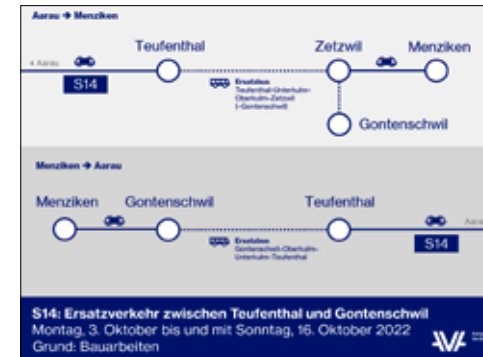 Aarau → Menziken
Teufenthal
Zetzwil
Menziken
Aarau
S14
Ersatzbus
Teufenthal-Unterkulm-
Oberkulm-Zetzwil
(-Gontenschwil)
Gontenschwil
Menziken → Aarau
Menziken
Gontenschwil
Teufenthal
Aarau
S14
Ersatzbus
Gontenschwil-Oberkulm-
Unterkulm-Teufenthal
S14: Ersatzverkehr zwischen Teufenthal und Gontenschwil
Montag, 3. Oktober bis und mit Sonntag, 16. Oktober 2022
Grund: Bauarbeiten